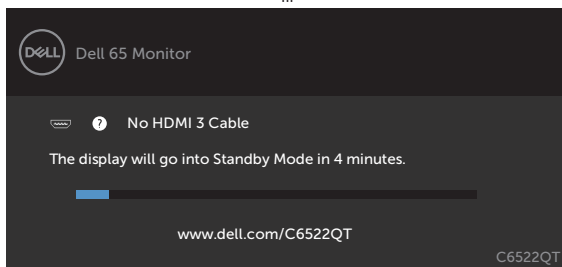 ...
DELL
Dell 65 Monitor
? No HDMI 3 Cable
The display will go into Standby Mode in 4 minutes.
www.dell.com/C6522QT
C6522QT